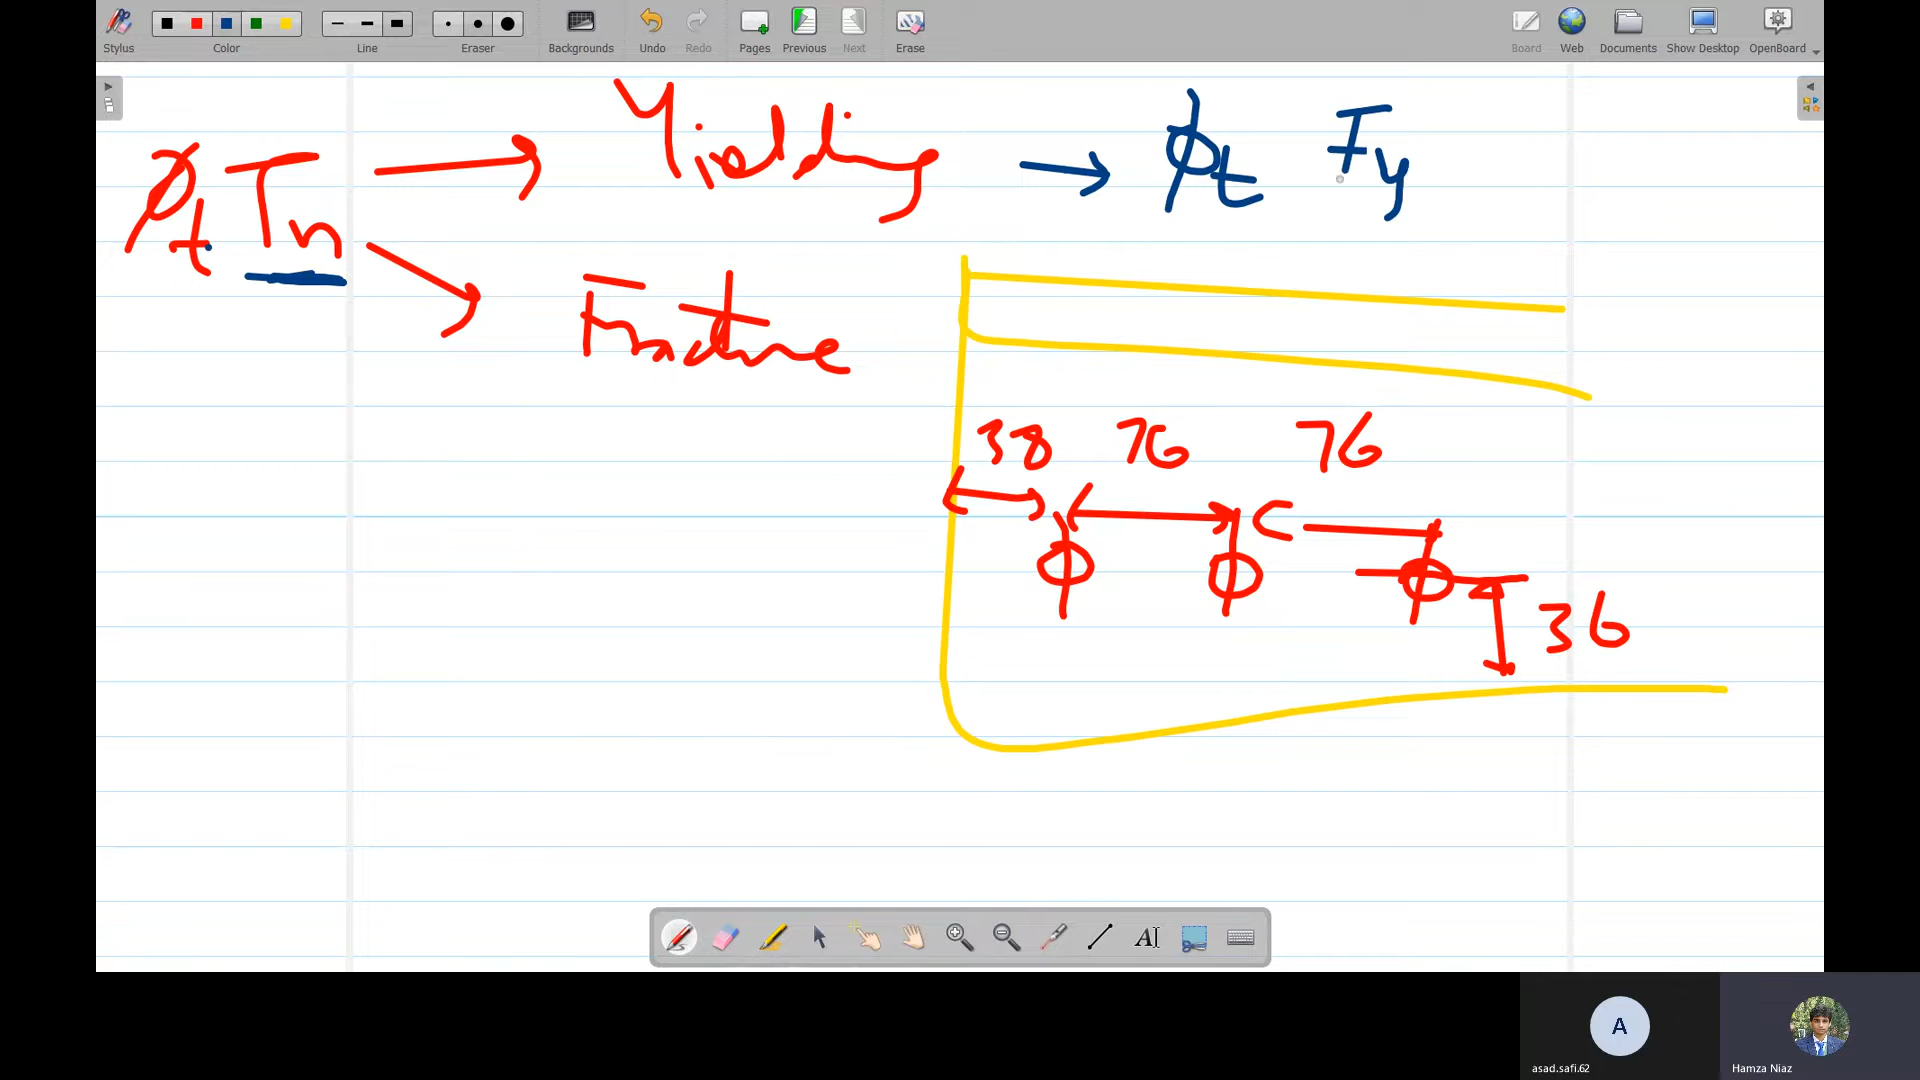 Stylus Color Line Eraser Backgrounds Undo Redo Pages Previous Next Erase Board Web Documents Show Desktop OpenBoard
ϕt Tn → Yielding → ϕt Fy
Fracture
38 76 76
36
A
asad.safi.62 Hamza Niaz